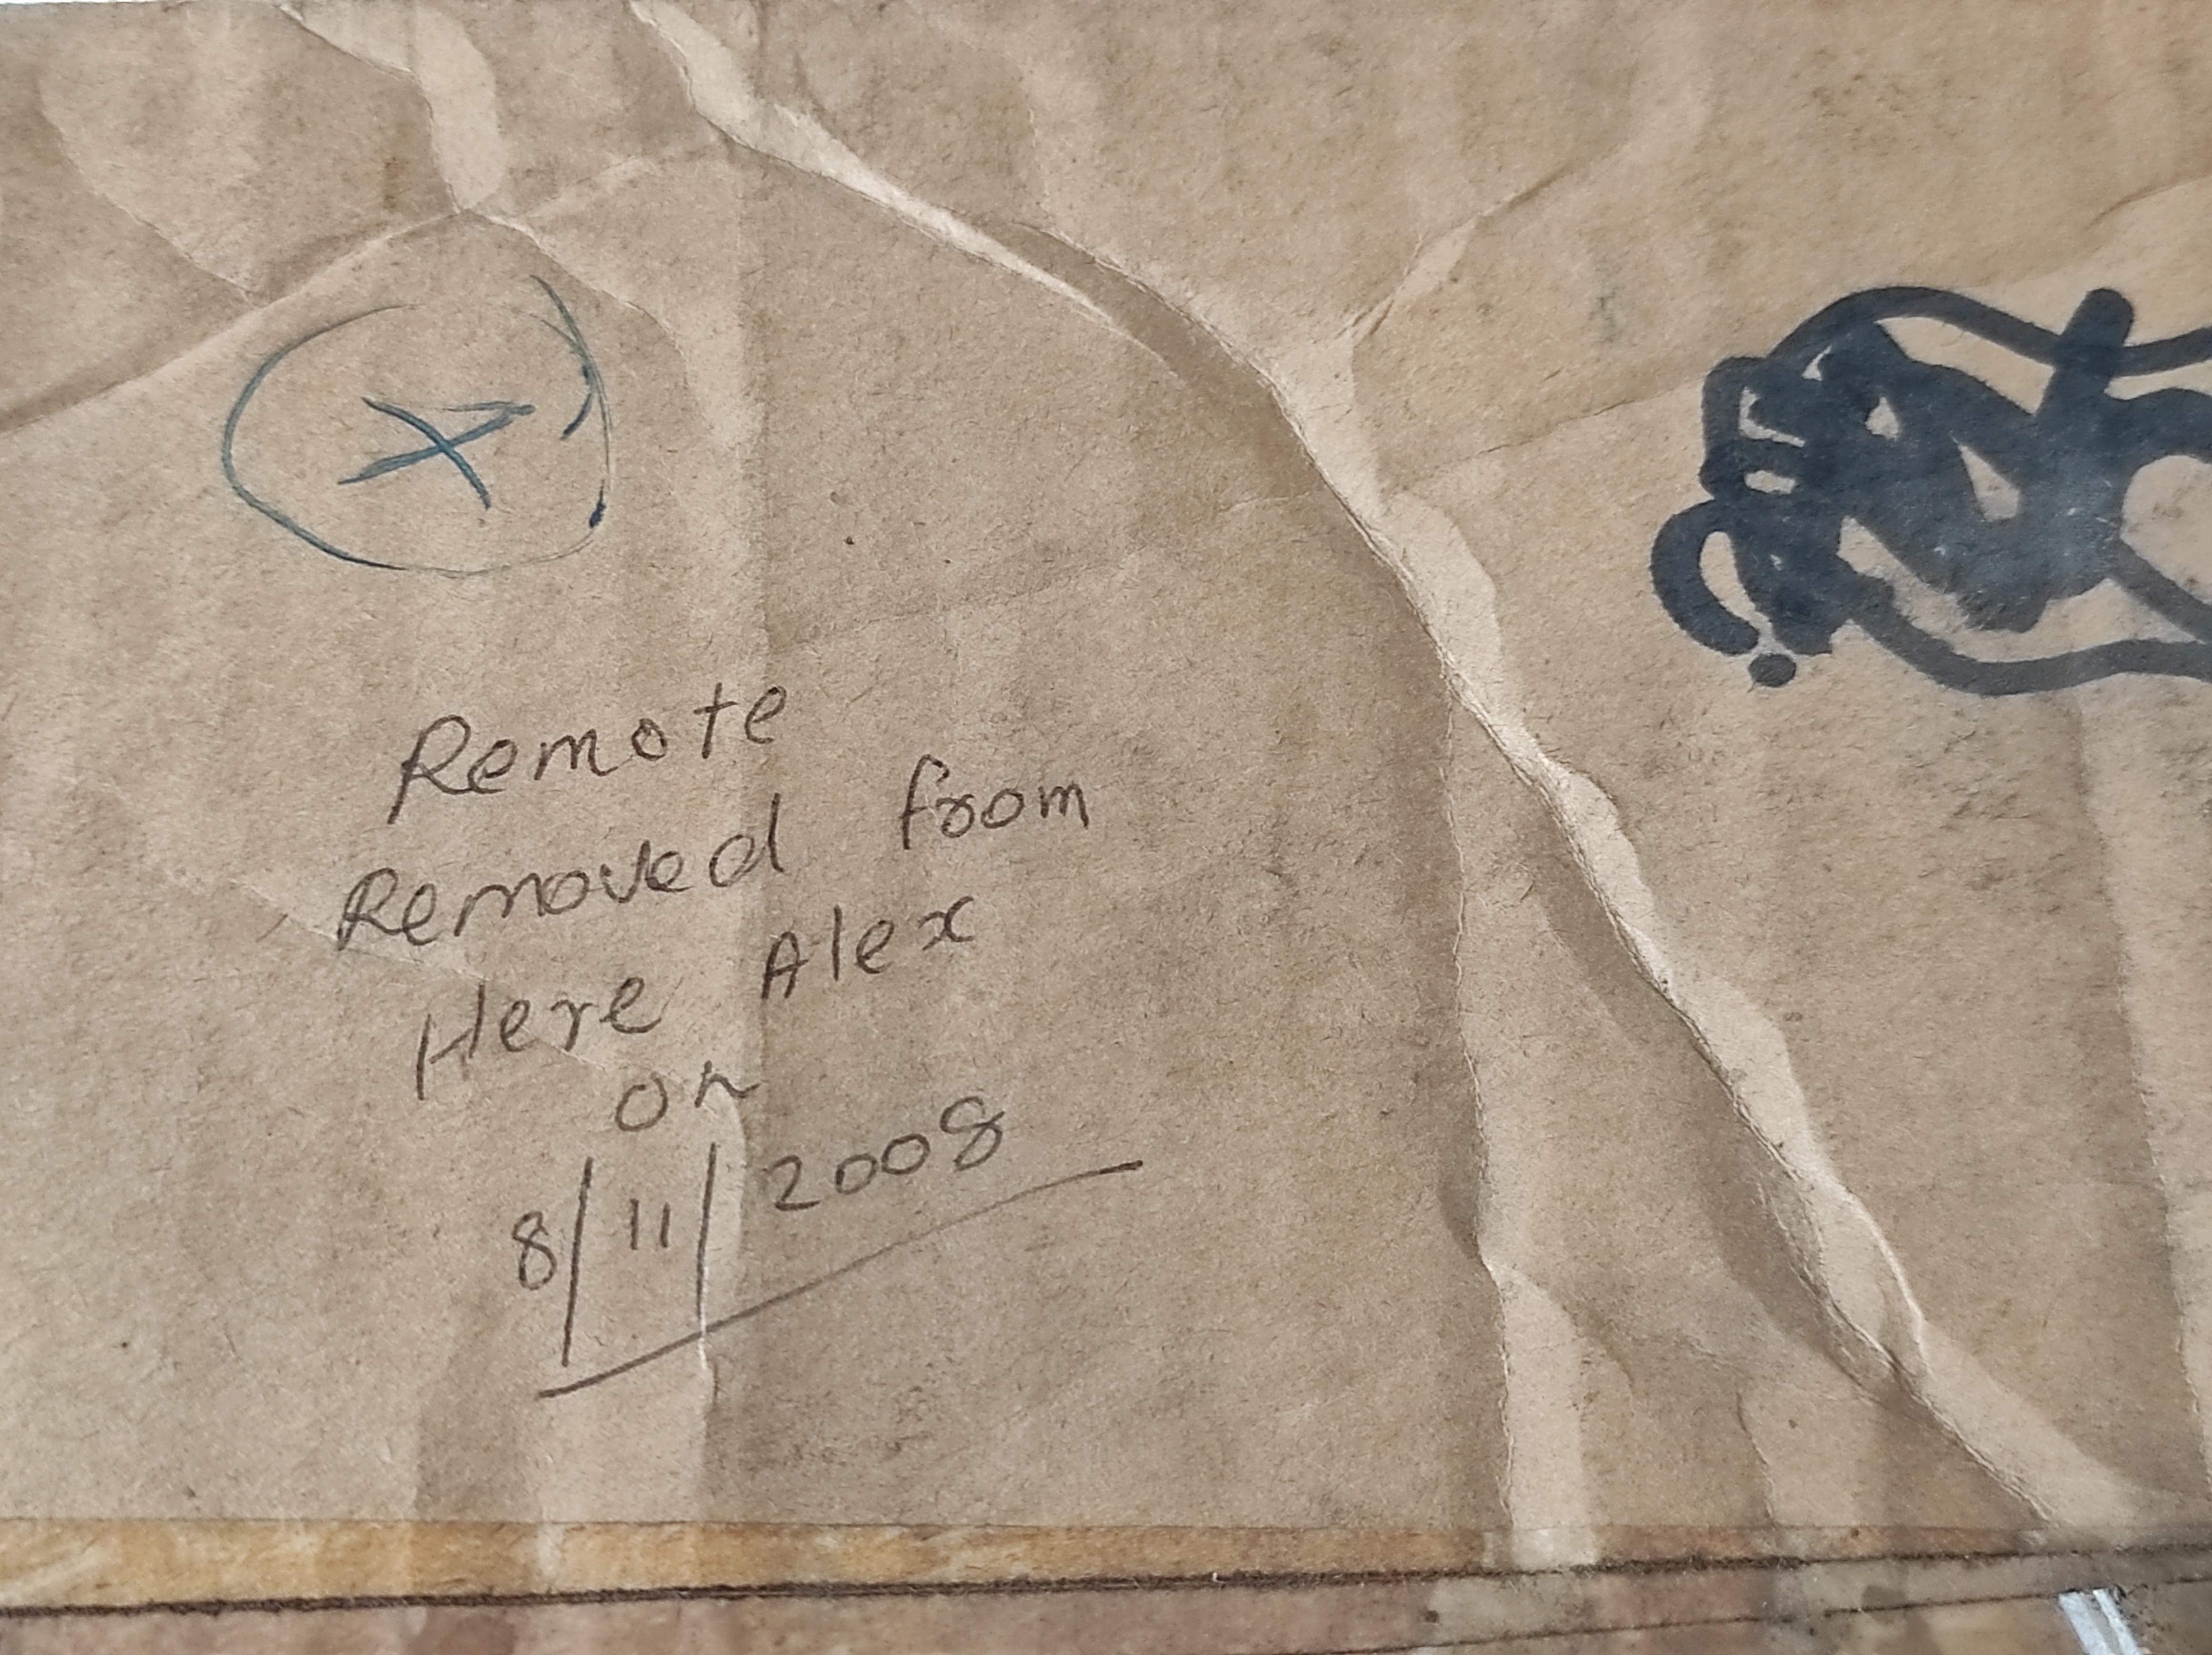 X
Remote
Removed from
Here Alex
on
8/11/2008